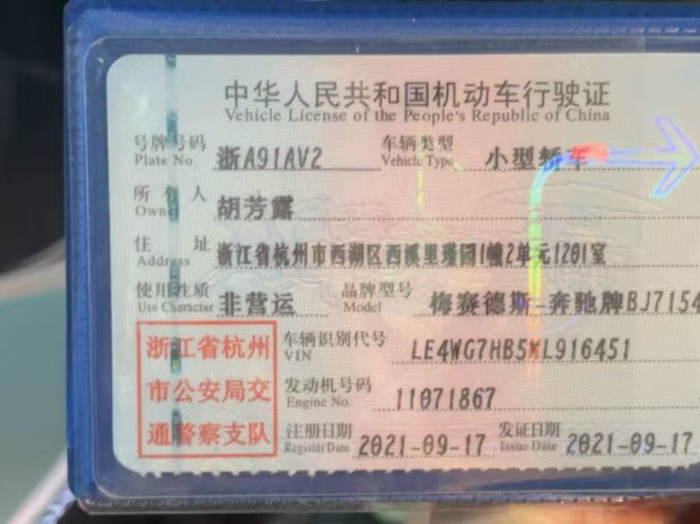 中华人民共和国机动车行驶证
Vehicle License of the People's Republic of China
号牌号码 浙A91AV2 车辆类型 小型轿车
Plate No. Vehicle Type
所有人 胡芳露
Owner
住址 浙江省杭州市西湖区西溪里璟园1幢2单元1201室
Address
使用性质 非营运 品牌型号 梅赛德斯-奔驰牌BJ7154
Use Character Model
浙江省杭州 车辆识别代号 LE4WG7HB5ML916451
VIN
市公安局交 发动机号码 11071867
Engine No.
通警察支队 注册日期 2021-09-17 发证日期 2021-09-17
Register Date Issue Date